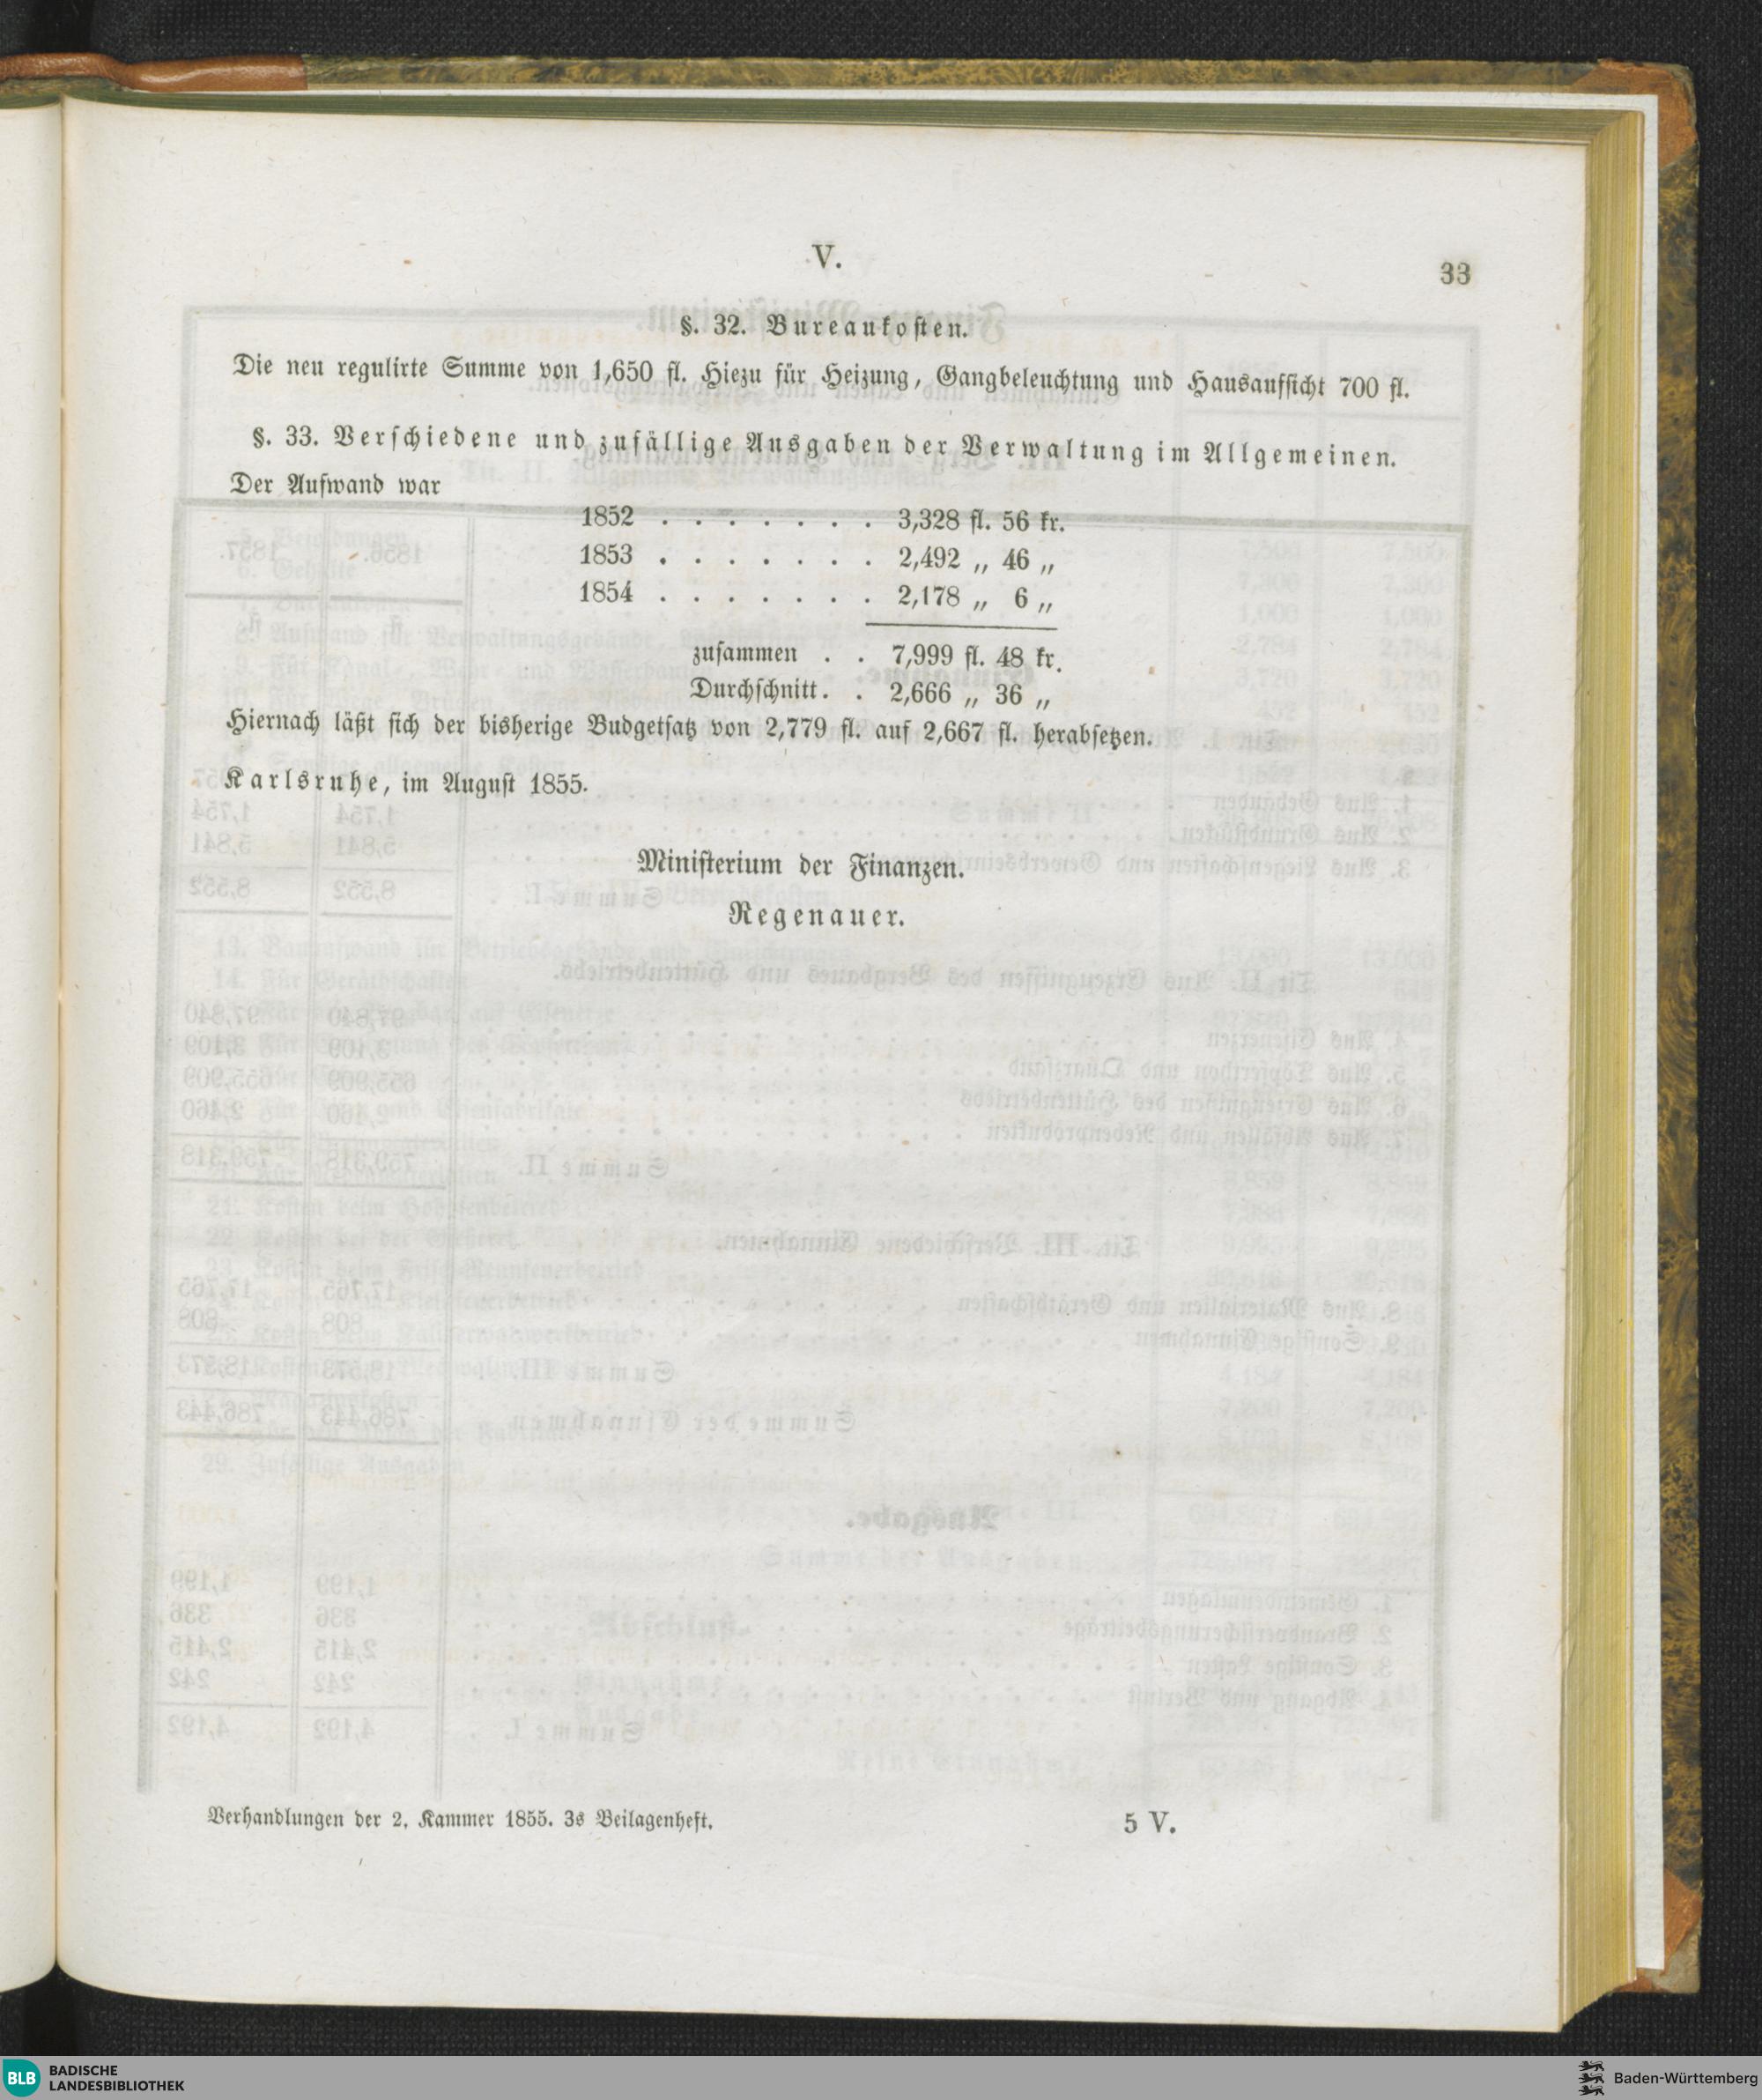 V.
33
§. 32. Bureaukosten.
Die neu regulirte Summe von 1,650 fl. Hiezu für Heizung, Gangbeleuchtung und Hausaufsicht 700 fl.
§. 33. Verschiedene und zufällige Ausgaben der Verwaltung im Allgemeinen.
Der Aufwand war
1852 . . . . . . . 3,328 fl. 56 kr.
1853 . . . . . . . 2,492 „ 46 „
1854 . . . . . . . 2,178 „ 6 „
zusammen . . 7,999 fl. 48 kr.
Durchschnitt . . 2,666 „ 36 „
Hiernach läßt sich der bisherige Budgetsatz von 2,779 fl. auf 2,667 fl. herabsetzen.
Karlsruhe, im August 1855.
Ministerium der Finanzen.
Regenauer.
Verhandlungen der 2. Kammer 1855. 3s Beilagenheft.
5 V.
BLB BADISCHE
LANDESBIBLIOTHEK
Baden-Württemberg